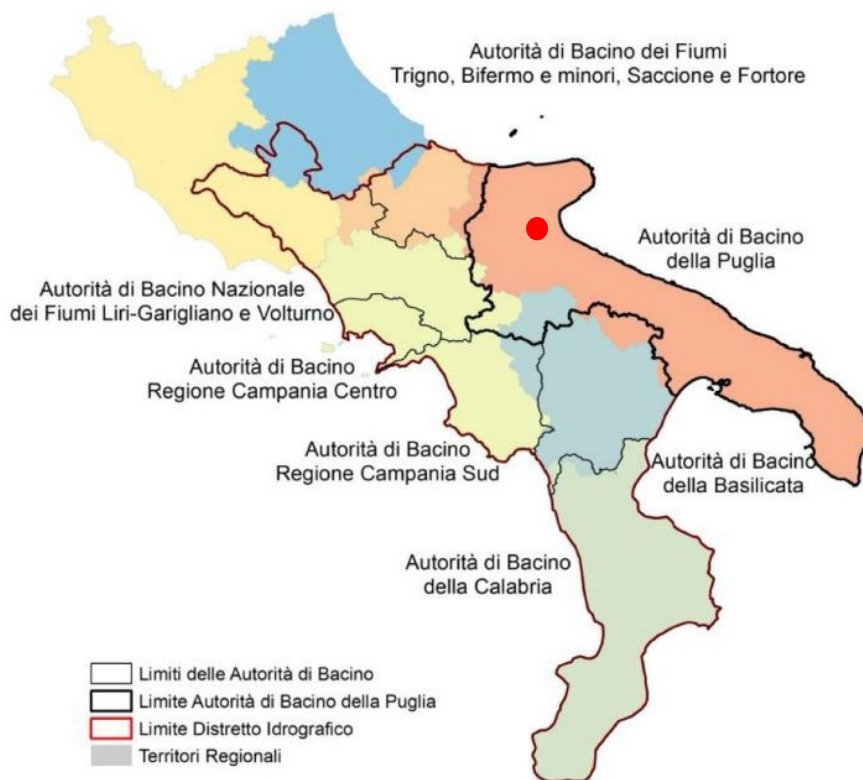 Autorità di Bacino dei Fiumi
Trigno, Bifermo e minori, Saccione e Fortore
Autorità di Bacino
della Puglia
Autorità di Bacino Nazionale
dei Fiumi Liri-Garigliano e Volturno
Autorità di Bacino
Regione Campania Centro
Autorità di Bacino
Regione Campania Sud
Autorità di Bacino
della Basilicata
Autorità di Bacino
della Calabria
Limiti delle Autorità di Bacino
Limite Autorità di Bacino della Puglia
Limite Distretto Idrografico
Territori Regionali